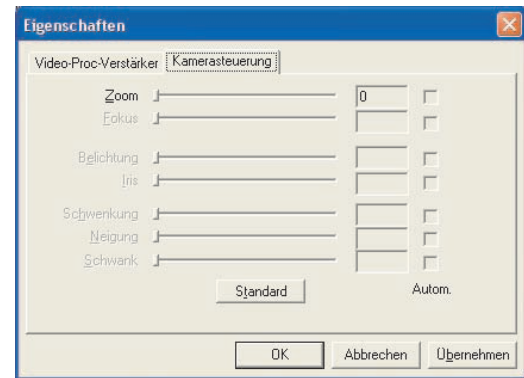 Eigenschaften
Video-Proc-Verstärker Kamerasteuerung
Zoom 0
Fokus
Belichtung
Iris
Schwenkung
Neigung
Schwank
Standard Autom.
OK Abbrechen Übernehmen